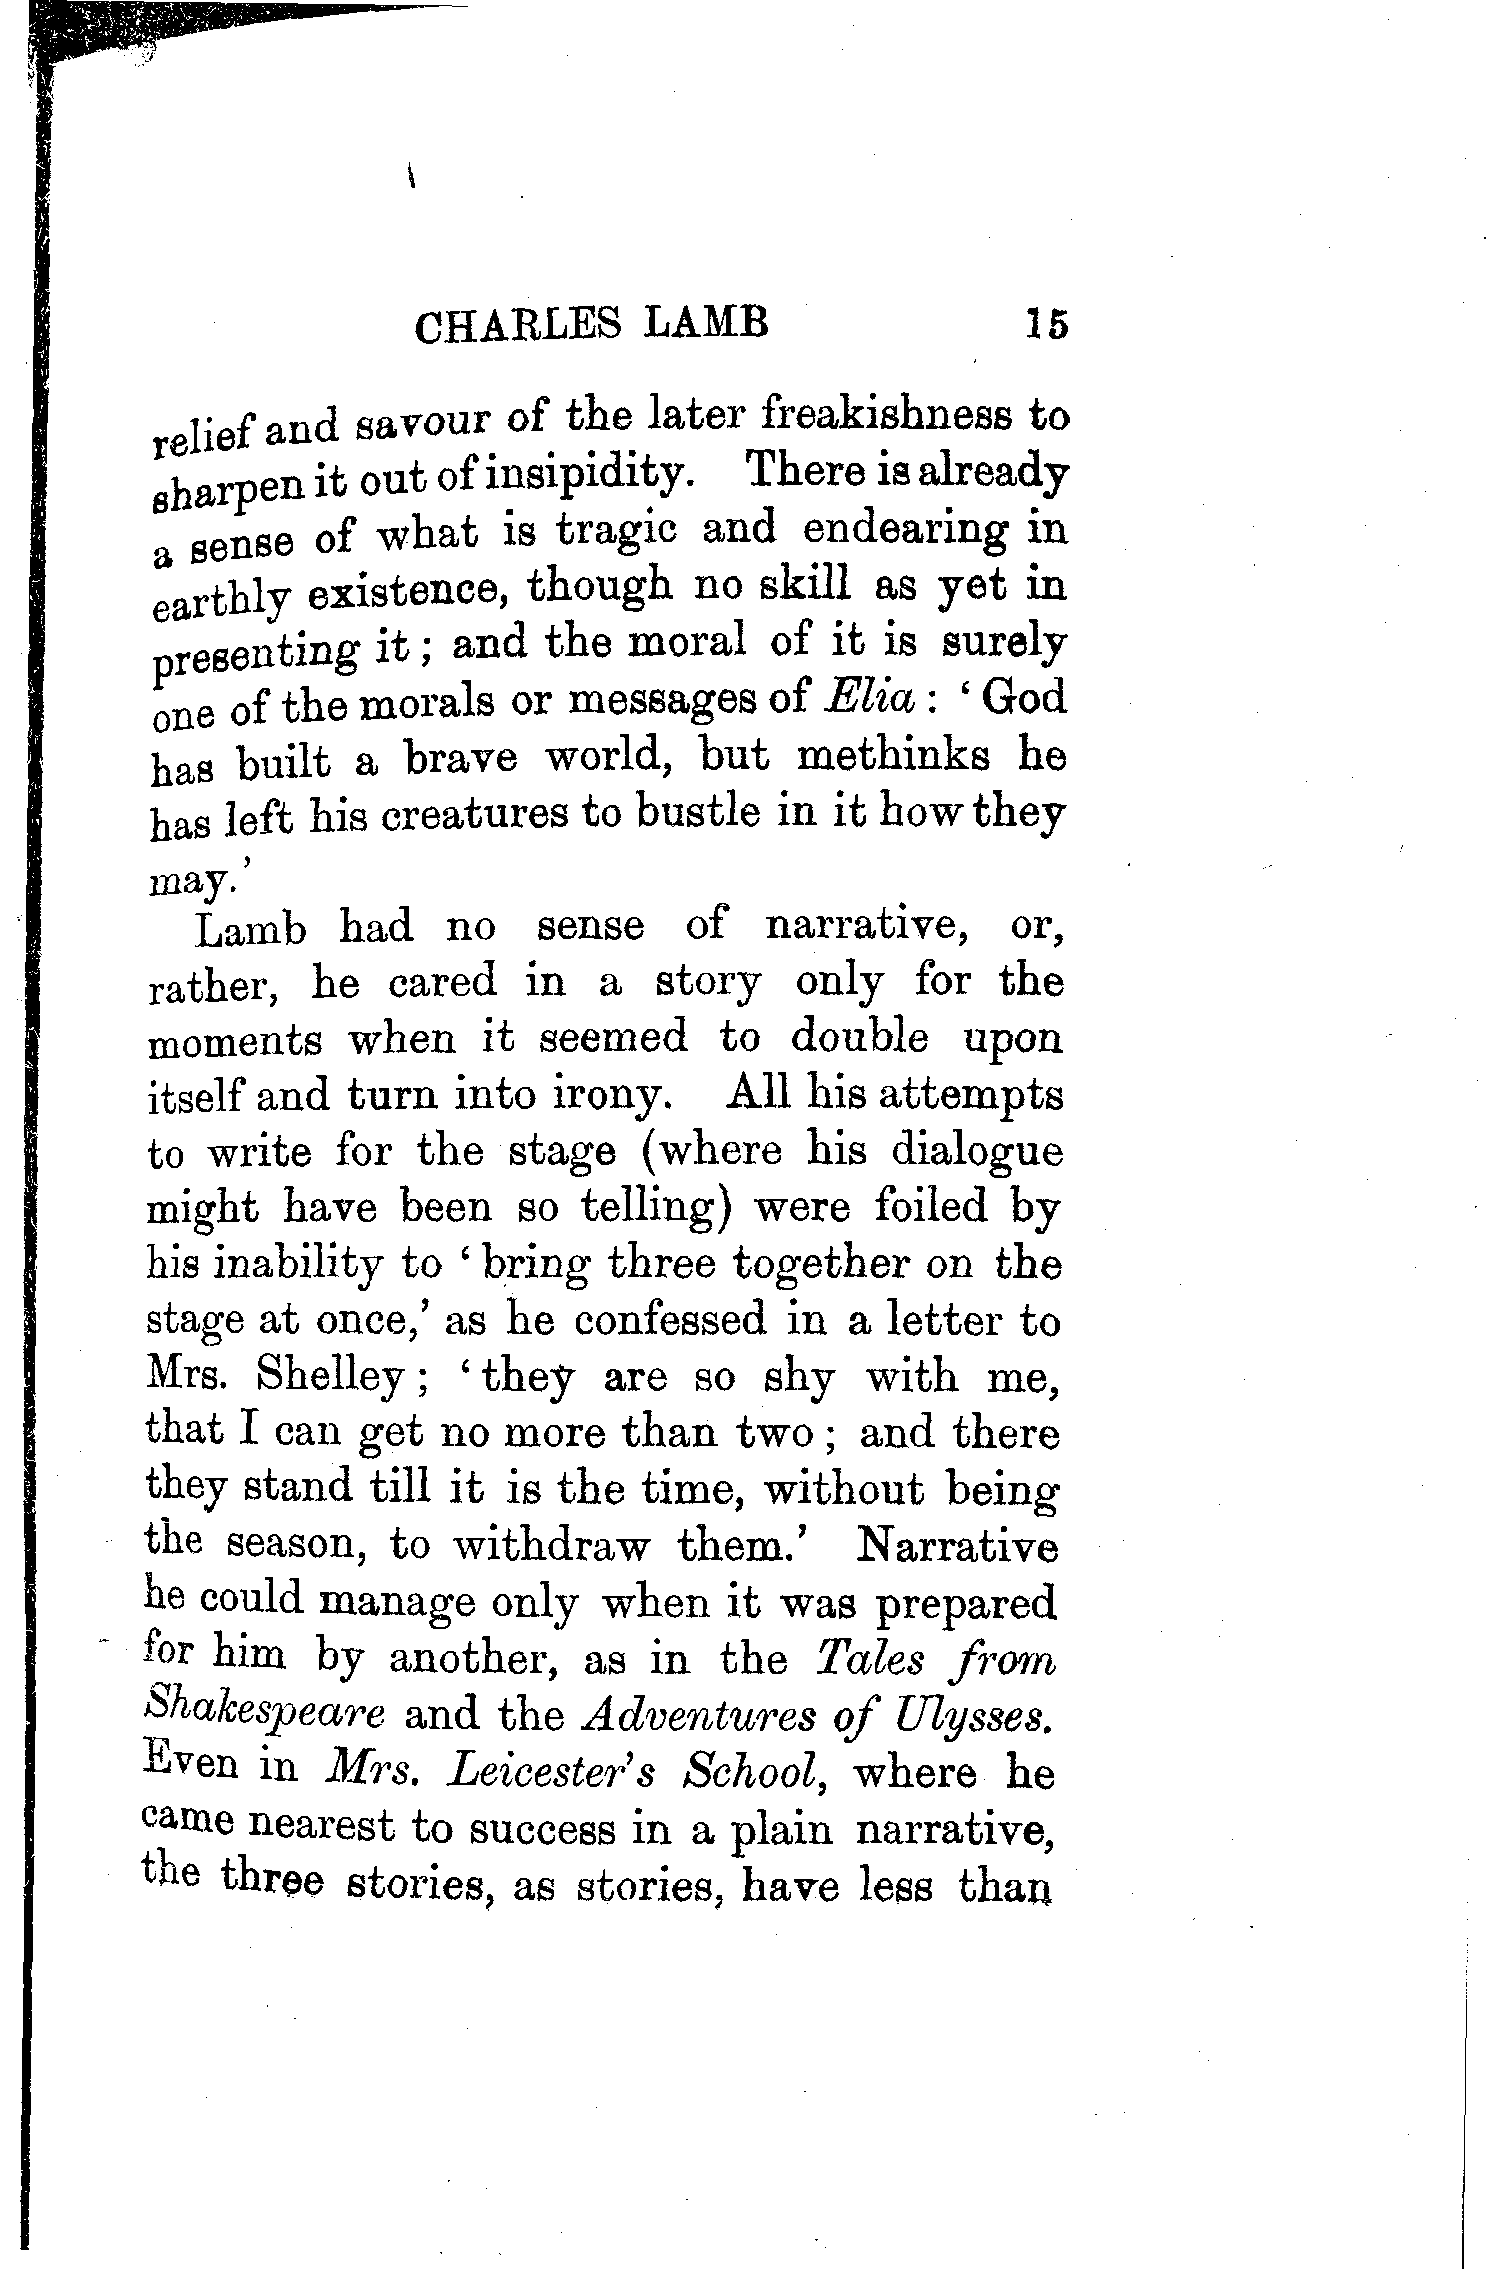 CHARLES LAMB 15
relief and savour of the later freakishness to
sharpen it out of insipidity. There is already
a sense of what is tragic and endearing in
earthly existence, though no skill as yet in
presenting it ; and the moral of it is surely
one of the morals or messages of Elia : ‘ God
has built a brave world, but methinks he
has left his creatures to bustle in it how they
may.’
Lamb had no sense of narrative, or,
rather, he cared in a story only for the
moments when it seemed to double upon
itself and turn into irony. All his attempts
to write for the stage (where his dialogue
might have been so telling) were foiled by
his inability to ‘ bring three together on the
stage at once,’ as he confessed in a letter to
Mrs. Shelley ; ‘ they are so shy with me,
that I can get no more than two ; and there
they stand till it is the time, without being
the season, to withdraw them.’ Narrative
he could manage only when it was prepared
for him by another, as in the Tales from
Shakespeare and the Adventures of Ulysses.
Even in Mrs. Leicester's School, where he
came nearest to success in a plain narrative,
the three stories, as stories, have less than